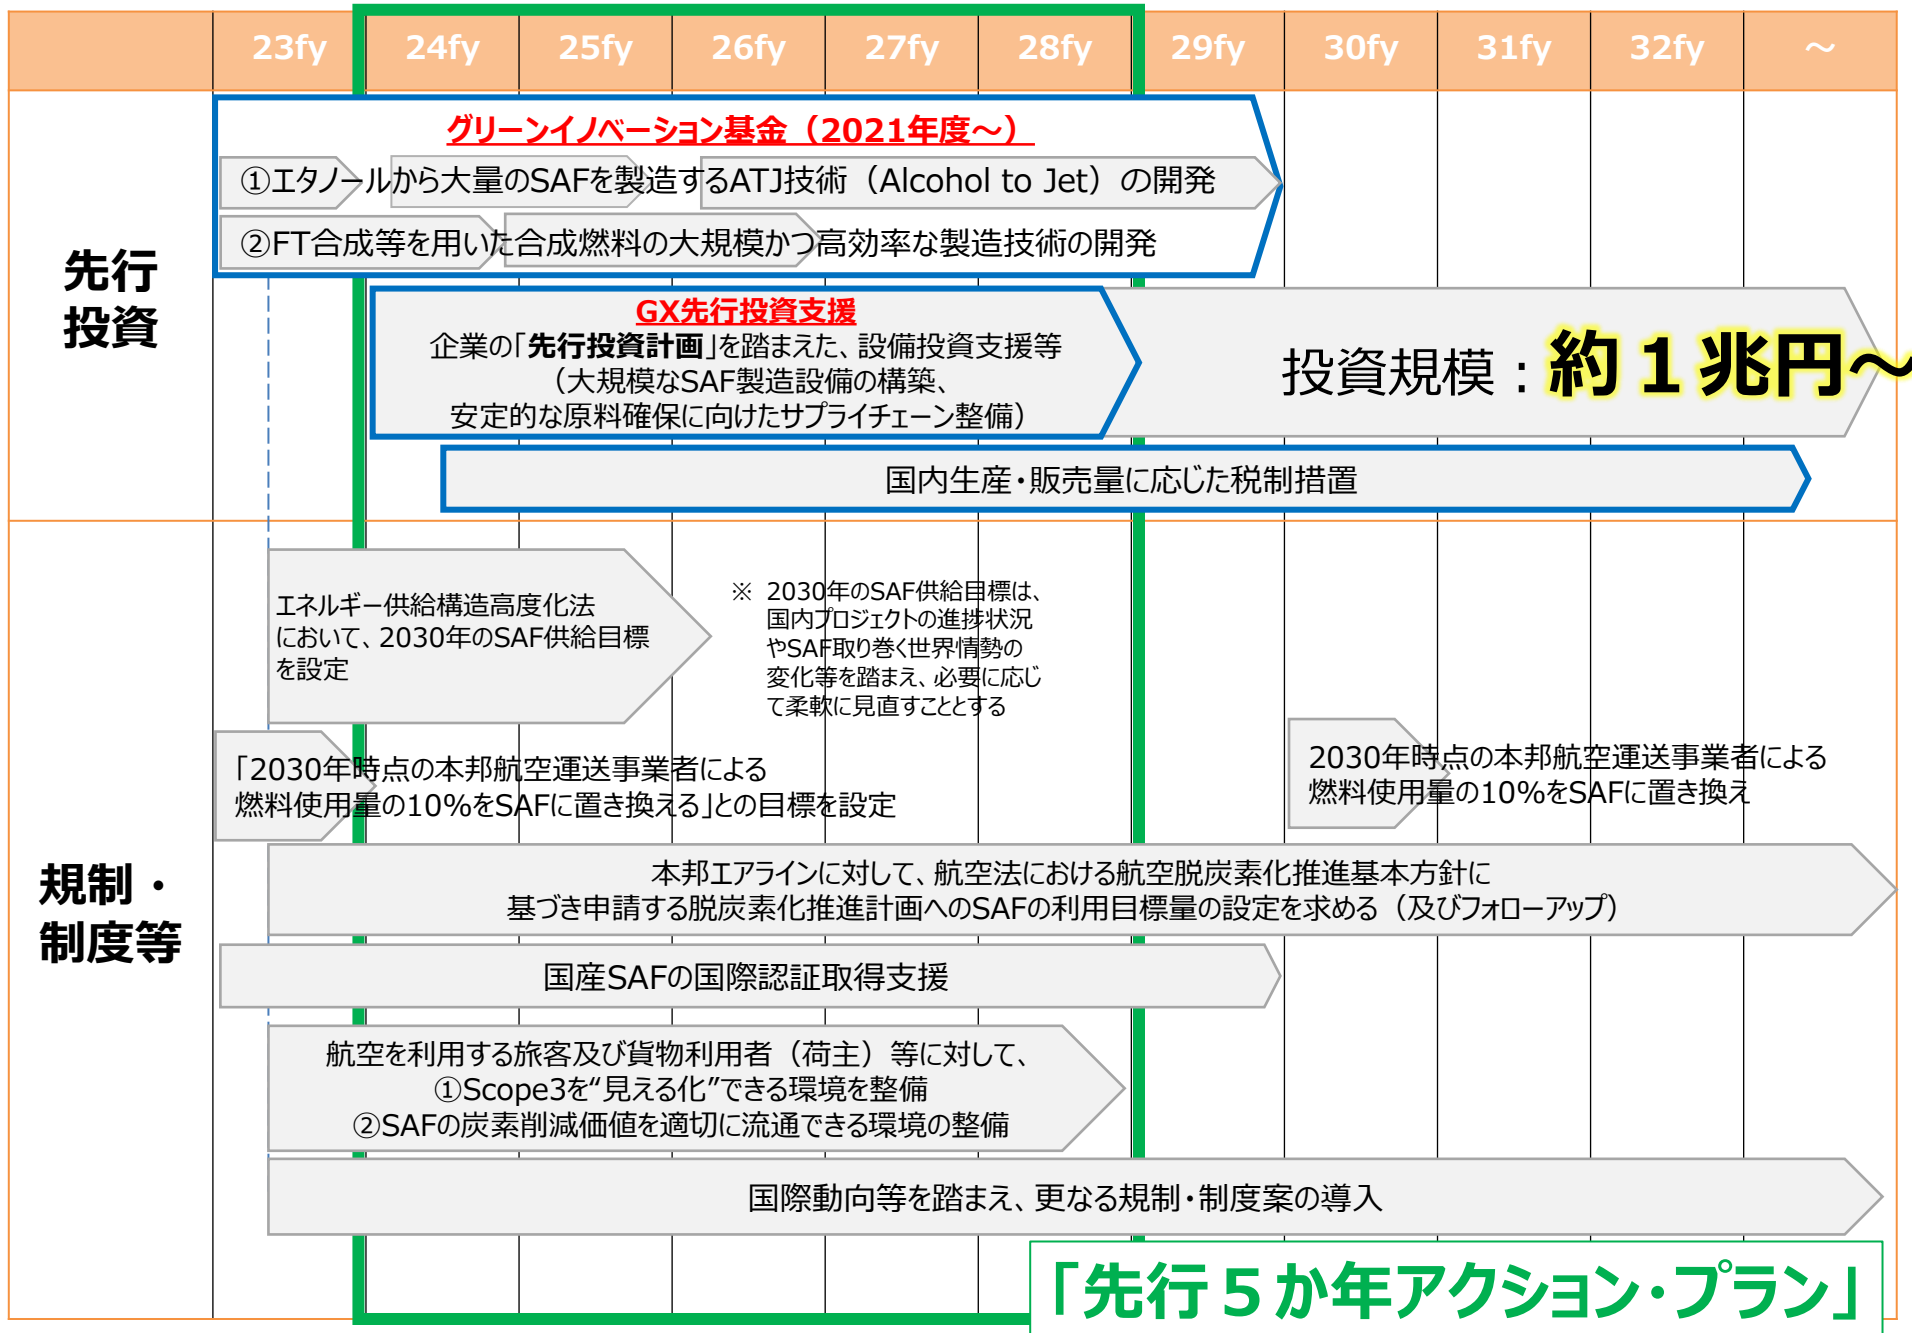 23fy 24fy 25fy 26fy 27fy 28fy 29fy 30fy 31fy 32fy ～
先行
投資
グリーンイノベーション基金（2021年度～）
①エタノールから大量のSAFを製造するATJ技術（Alcohol to Jet）の開発
②FT合成等を用いた合成燃料の大規模かつ高効率な製造技術の開発
GX先行投資支援
企業の「先行投資計画」を踏まえた、設備投資支援等
（大規模なSAF製造設備の構築、
安定的な原料確保に向けたサプライチェーン整備）
投資規模：約１兆円～
国内生産・販売量に応じた税制措置
規制・
制度等
エネルギー供給構造高度化法
において、2030年のSAF供給目標
を設定
※ 2030年のSAF供給目標は、
国内プロジェクトの進捗状況
やSAF取り巻く世界情勢の
変化等を踏まえ、必要に応じ
て柔軟に見直すこととする
「2030年時点の本邦航空運送事業者による
燃料使用量の10%をSAFに置き換える」との目標を設定
2030年時点の本邦航空運送事業者による
燃料使用量の10%をSAFに置き換え
本邦エアラインに対して、航空法における航空脱炭素化推進基本方針に
基づき申請する脱炭素化推進計画へのSAFの利用目標量の設定を求める（及びフォローアップ）
国産SAFの国際認証取得支援
航空を利用する旅客及び貨物利用者（荷主）等に対して、
①Scope3を“見える化”できる環境を整備
②SAFの炭素削減価値を適切に流通できる環境の整備
国際動向等を踏まえ、更なる規制・制度案の導入
「先行５か年アクション・プラン」